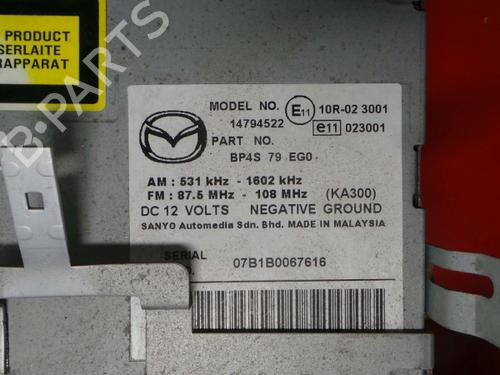 PRODUCT
SERLAITE
RAPPARAT
MODEL NO.
14794522
E11 10R-02 3001
e11 023001
PART NO.
BP4S 79 EG0
AM : 531 kHz - 1602 kHz
FM : 87.5 MHz - 108 MHz (KA300)
DC 12 VOLTS NEGATIVE GROUND
SANYO Automedia Sdn. Bhd. MADE IN MALAYSIA
SERIAL
07B1B0067616
B-PARTS